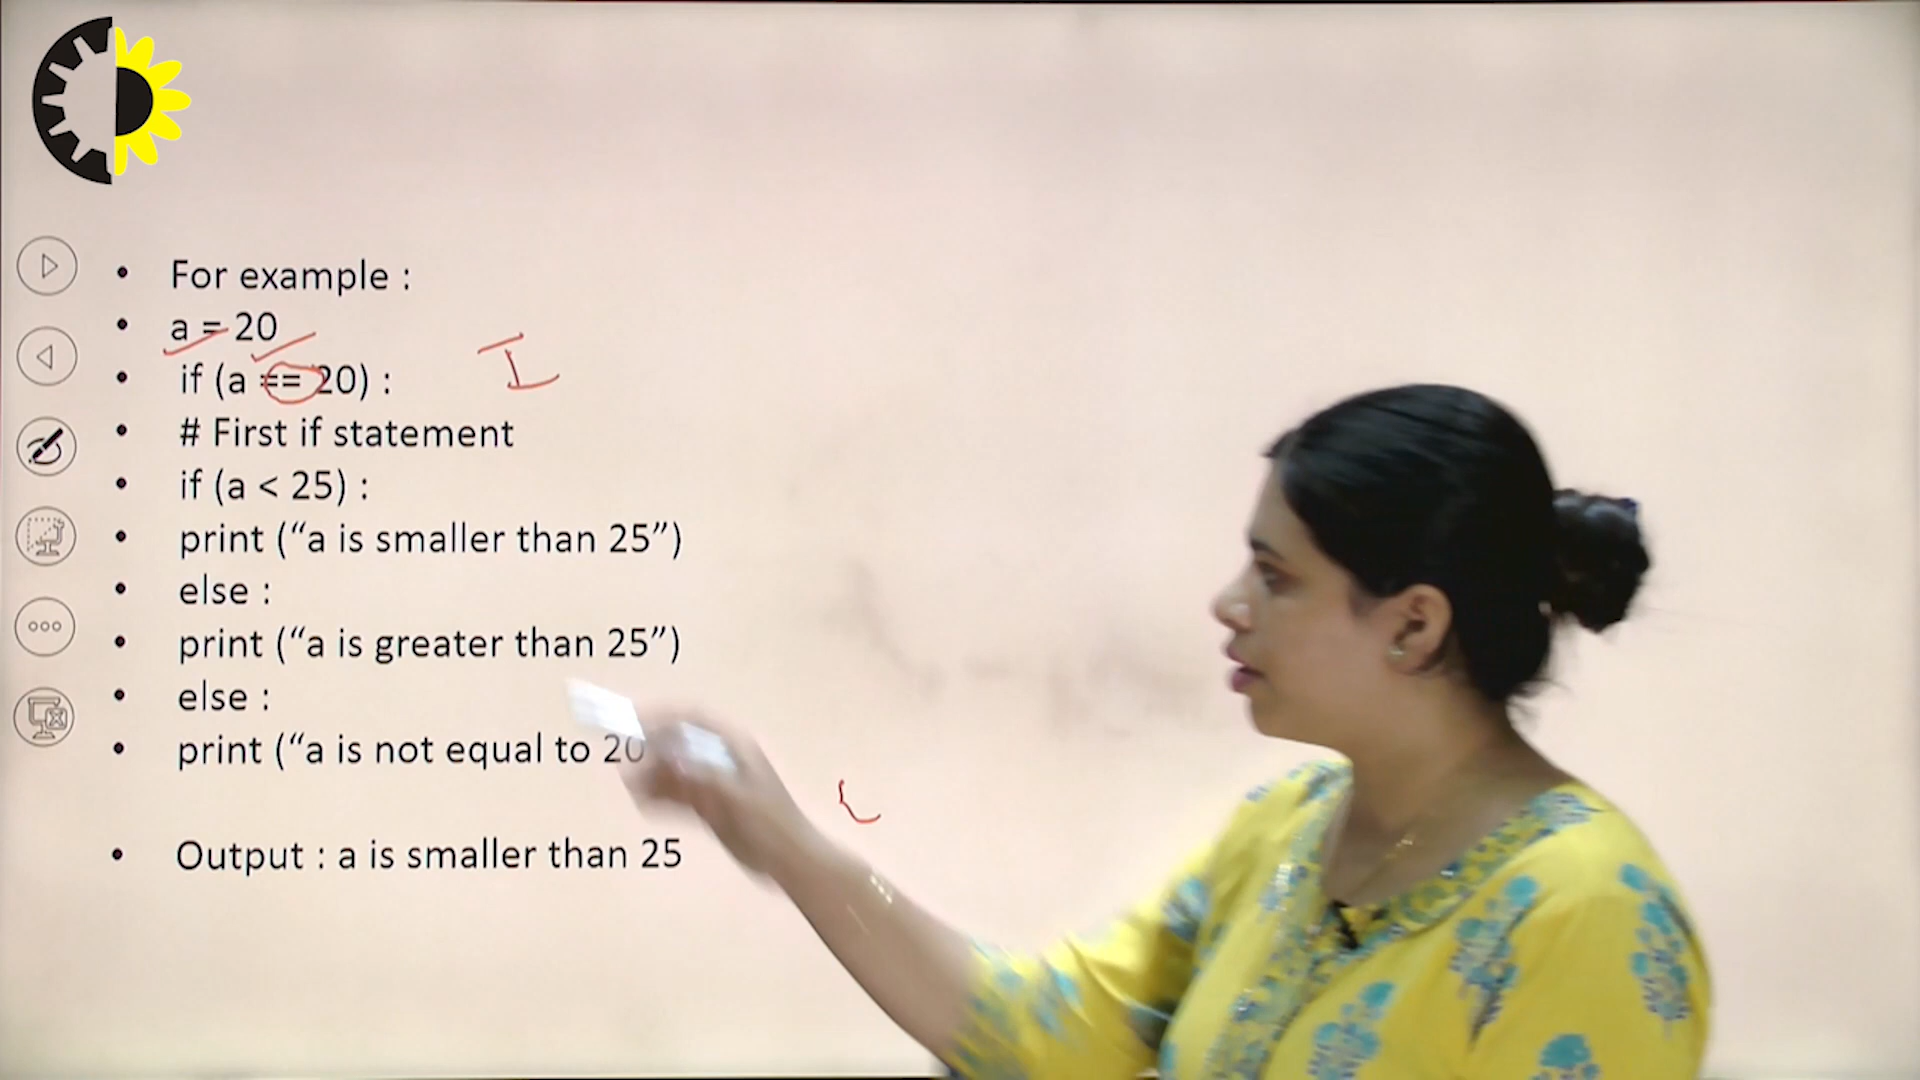 • For example :
• a = 20
• if (a == 20) :
• # First if statement
• if (a < 25) :
• print (“a is smaller than 25”)
• else :
• print (“a is greater than 25”)
• else :
• print (“a is not equal to 20
• Output : a is smaller than 25